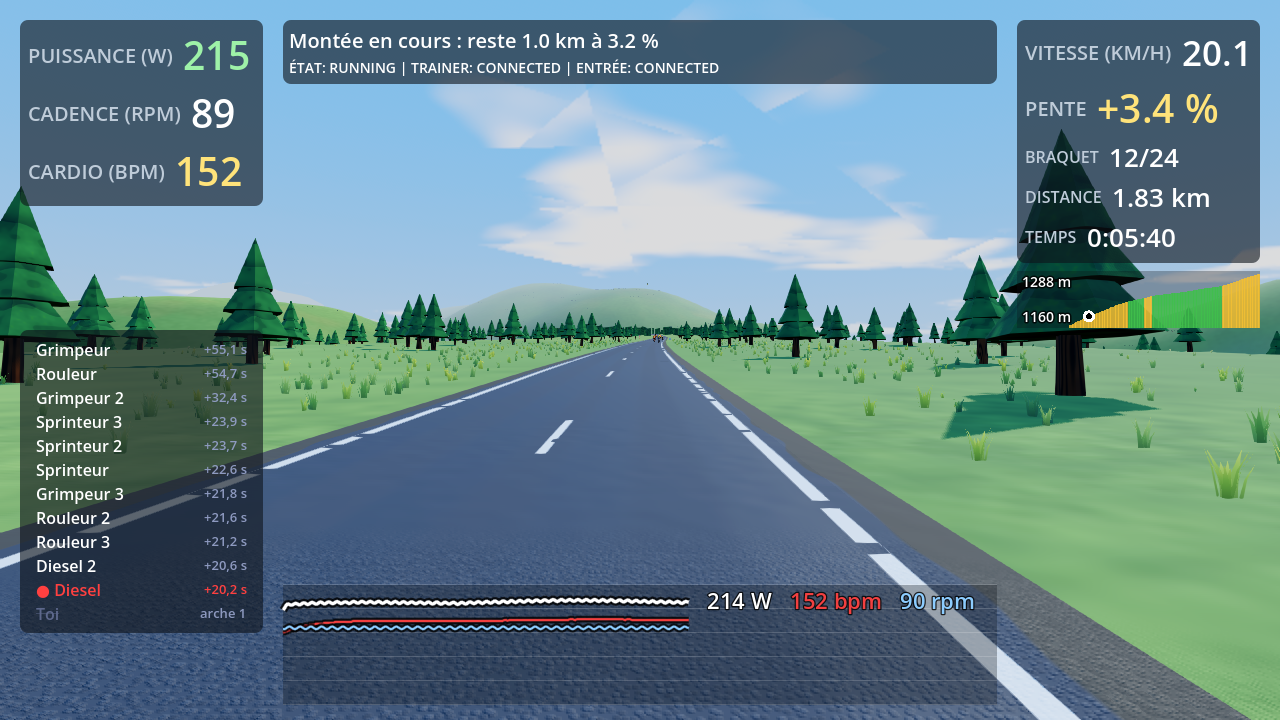 PUISSANCE (W) 215
CADENCE (RPM) 89
CARDIO (BPM) 152
Montée en cours : reste 1.0 km à 3.2 %
ÉTAT: RUNNING | TRAINER: CONNECTED | ENTRÉE: CONNECTED
VITESSE (KM/H) 20.1
PENTE +3.4 %
BRAQUET 12/24
DISTANCE 1.83 km
TEMPS 0:05:40
1288 m
1160 m
Grimpeur +55,1 s
Rouleur +54,7 s
Grimpeur 2 +32,4 s
Sprinteur 3 +23,9 s
Sprinteur 2 +23,7 s
Sprinteur +22,6 s
Grimpeur 3 +21,8 s
Rouleur 2 +21,6 s
Rouleur 3 +21,2 s
Diesel 2 +20,6 s
Diesel +20,2 s
Toi arche 1
214 W 152 bpm 90 rpm